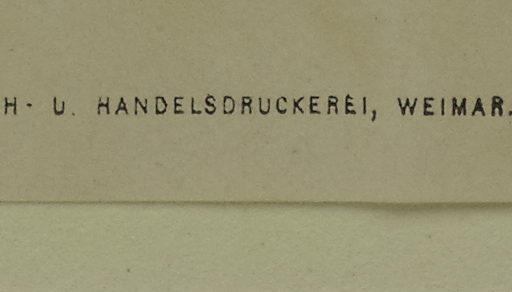 H- U. HANDELSDRUCKEREI, WEIMAR.